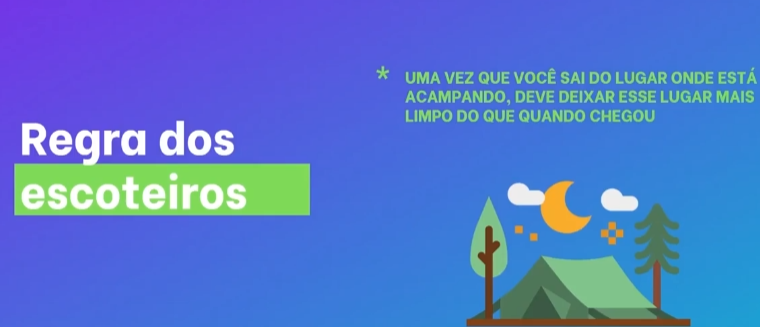 Regra dos
escoteiros
* UMA VEZ QUE VOCÊ SAI DO LUGAR ONDE ESTÁ
ACAMPANDO, DEVE DEIXAR ESSE LUGAR MAIS
LIMPO DO QUE QUANDO CHEGOU